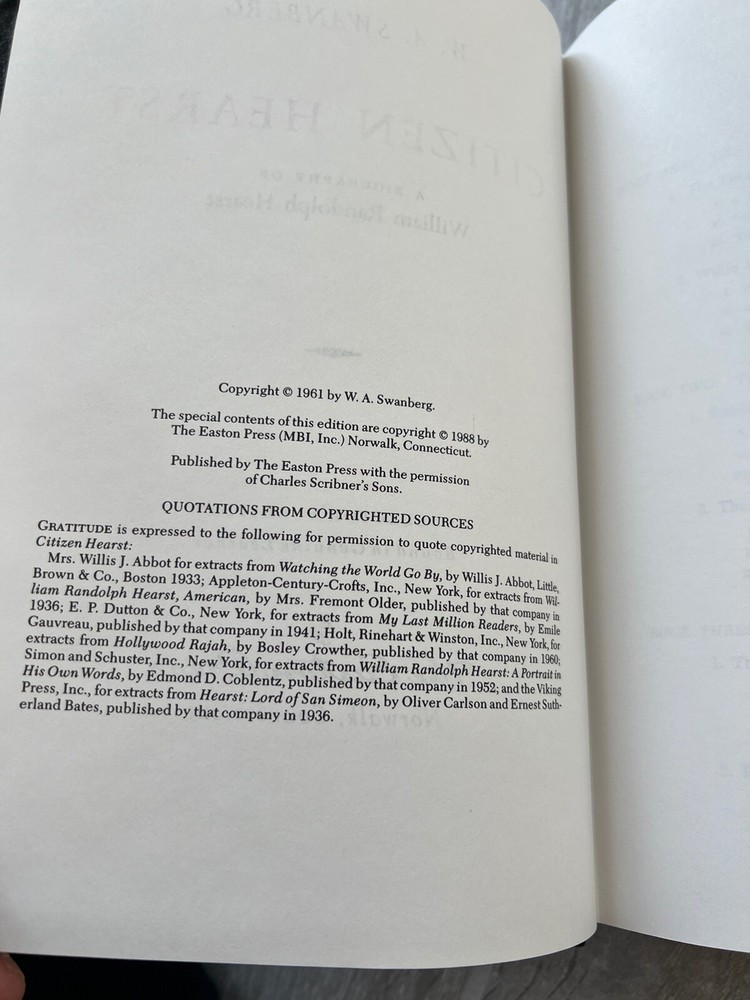 Copyright © 1961 by W. A. Swanberg.
The special contents of this edition are copyright © 1988 by
The Easton Press (MBI, Inc.) Norwalk, Connecticut.
Published by The Easton Press with the permission
of Charles Scribner's Sons.
QUOTATIONS FROM COPYRIGHTED SOURCES
GRATITUDE is expressed to the following for permission to quote copyrighted material in
Citizen Hearst:
Mrs. Willis J. Abbot for extracts from Watching the World Go By, by Willis J. Abbot, Little,
Brown & Co., Boston 1933; Appleton-Century-Crofts, Inc., New York, for extracts from Wil-
liam Randolph Hearst, American, by Mrs. Fremont Older, published by that company in
1936; E. P. Dutton & Co., New York, for extracts from My Last Million Readers, by Emile
Gauvreau, published by that company in 1941; Holt, Rinehart & Winston, Inc., New York, for
extracts from Hollywood Rajah, by Bosley Crowther, published by that company in 1960;
Simon and Schuster, Inc., New York, for extracts from William Randolph Hearst: A Portrait in
His Own Words, by Edmond D. Coblentz, published by that company in 1952; and the Viking
Press, Inc., for extracts from Hearst: Lord of San Simeon, by Oliver Carlson and Ernest Suth-
erland Bates, published by that company in 1936.
W. A. SWANBERG
CITIZEN HEARST
A BIOGRAPHY OF
William Randolph Hearst